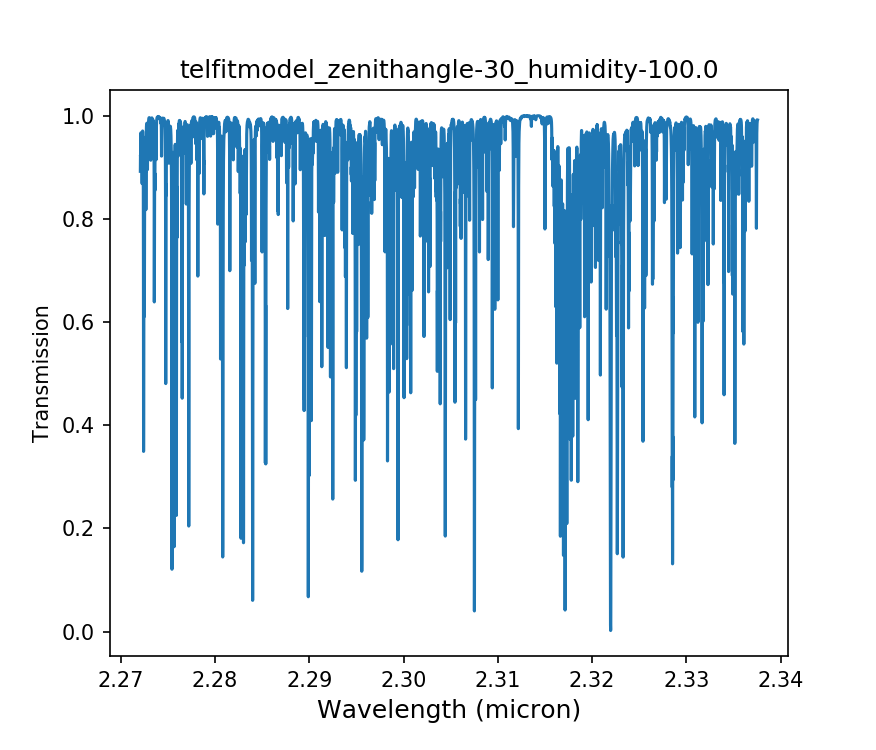 telfitmodel_zenithangle-30_humidity-100.0
1.0
0.8
0.6
0.4
0.2
0.0
Transmission
2.27 2.28 2.29 2.30 2.31 2.32 2.33 2.34
Wavelength (micron)